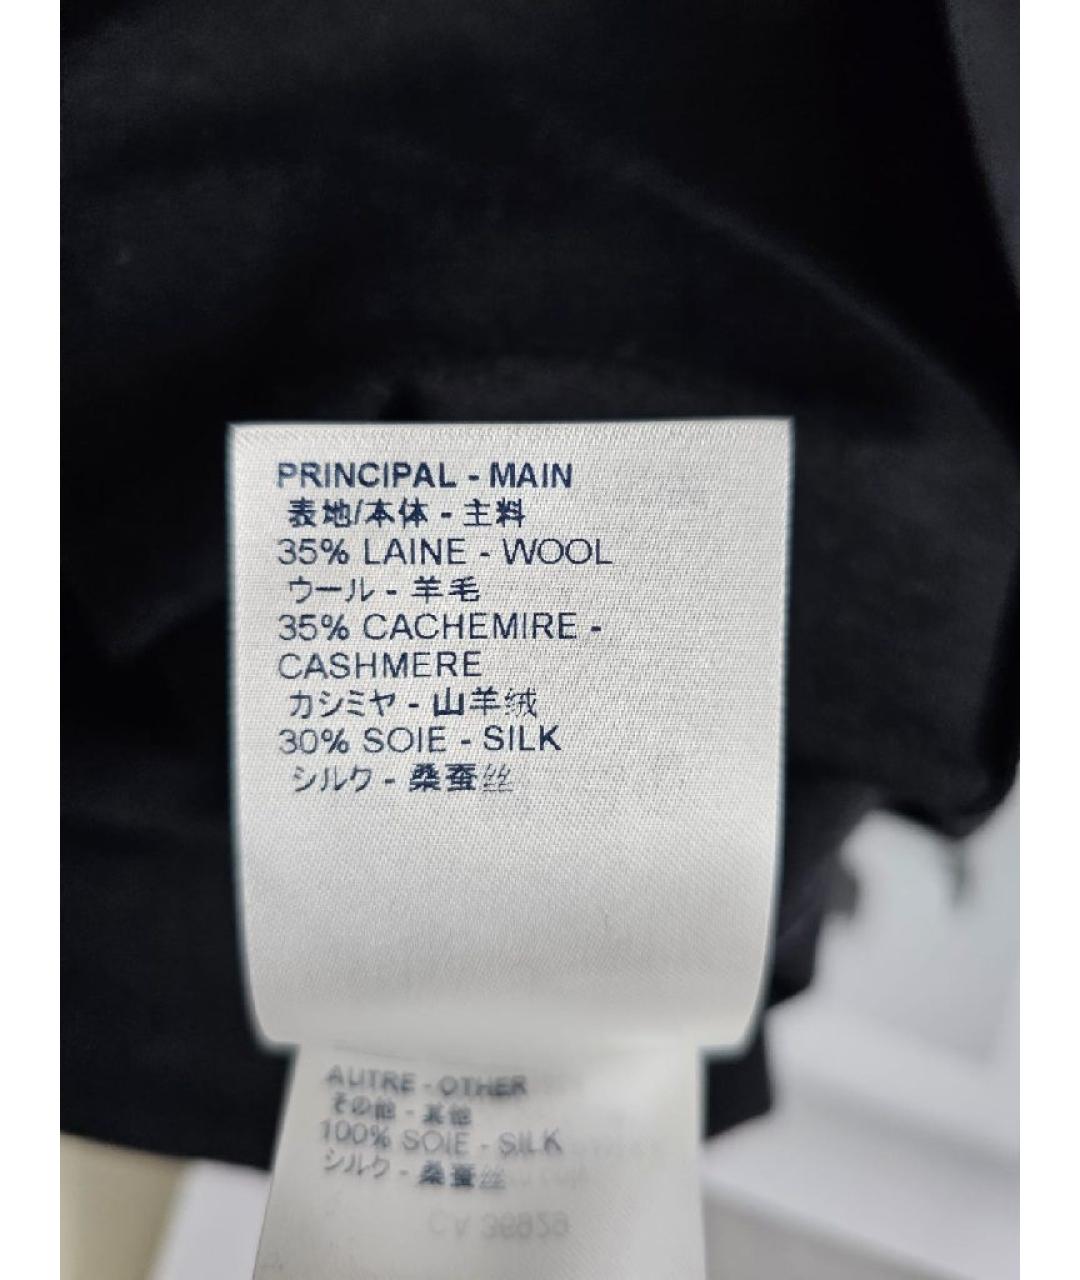 PRINCIPAL - MAIN
表地/本体 - 主料
35% LAINE - WOOL
ウール - 羊毛
35% CACHEMIRE -
CASHMERE
カシミヤ - 山羊绒
30% SOIE - SILK
シルク - 桑蚕丝
AUTRE - OTHER
その他 - 其他
100% SOIE - SILK
シルク - 桑蚕丝